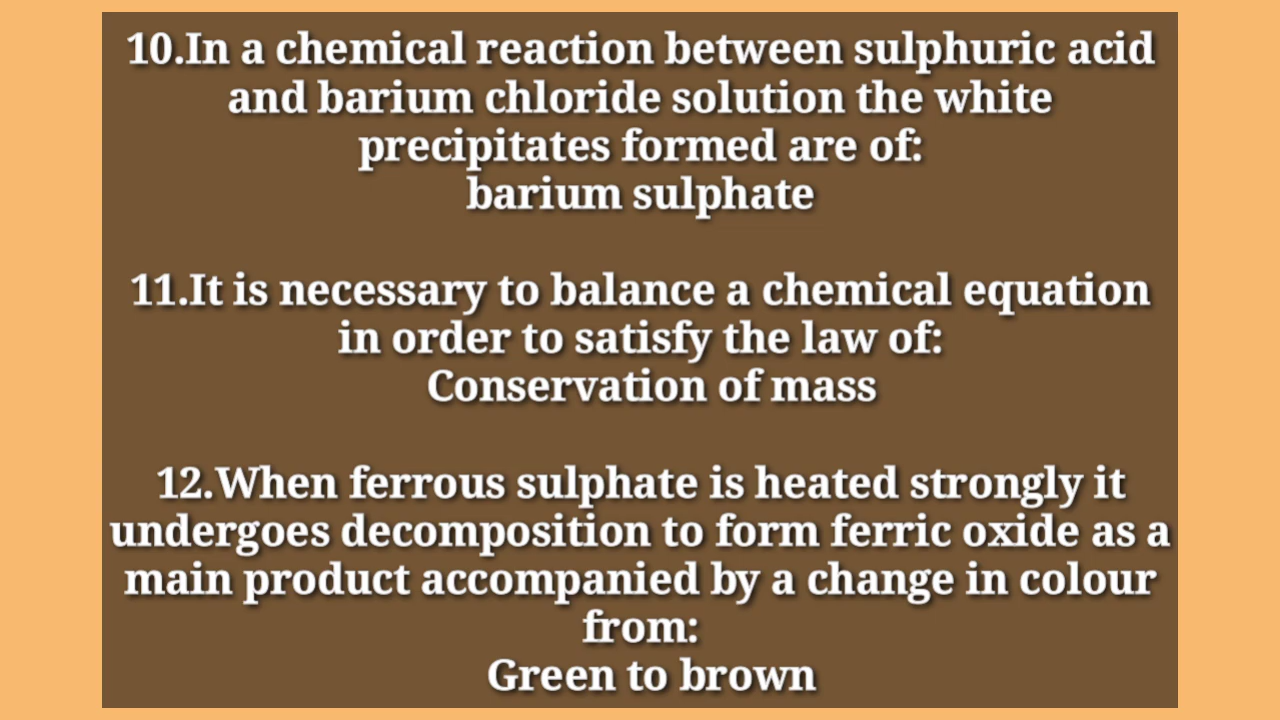 10.In a chemical reaction between sulphuric acid
and barium chloride solution the white
precipitates formed are of:
barium sulphate
11.It is necessary to balance a chemical equation
in order to satisfy the law of:
Conservation of mass
12.When ferrous sulphate is heated strongly it
undergoes decomposition to form ferric oxide as a
main product accompanied by a change in colour
from:
Green to brown